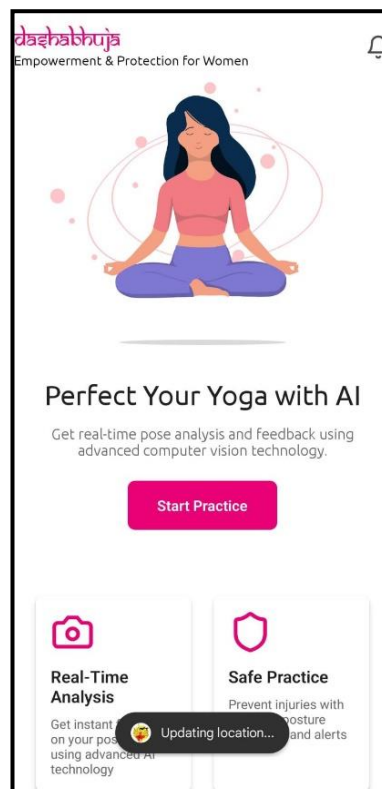 dashabhuja
Empowerment & Protection for Women
Perfect Your Yoga with AI
Get real-time pose analysis and feedback using
advanced computer vision technology.
Start Practice
Real-Time
Analysis
Get instant
on your
using advanced AI
technology
Safe Practice
Prevent injuries with
posture
and alerts
Updating location...